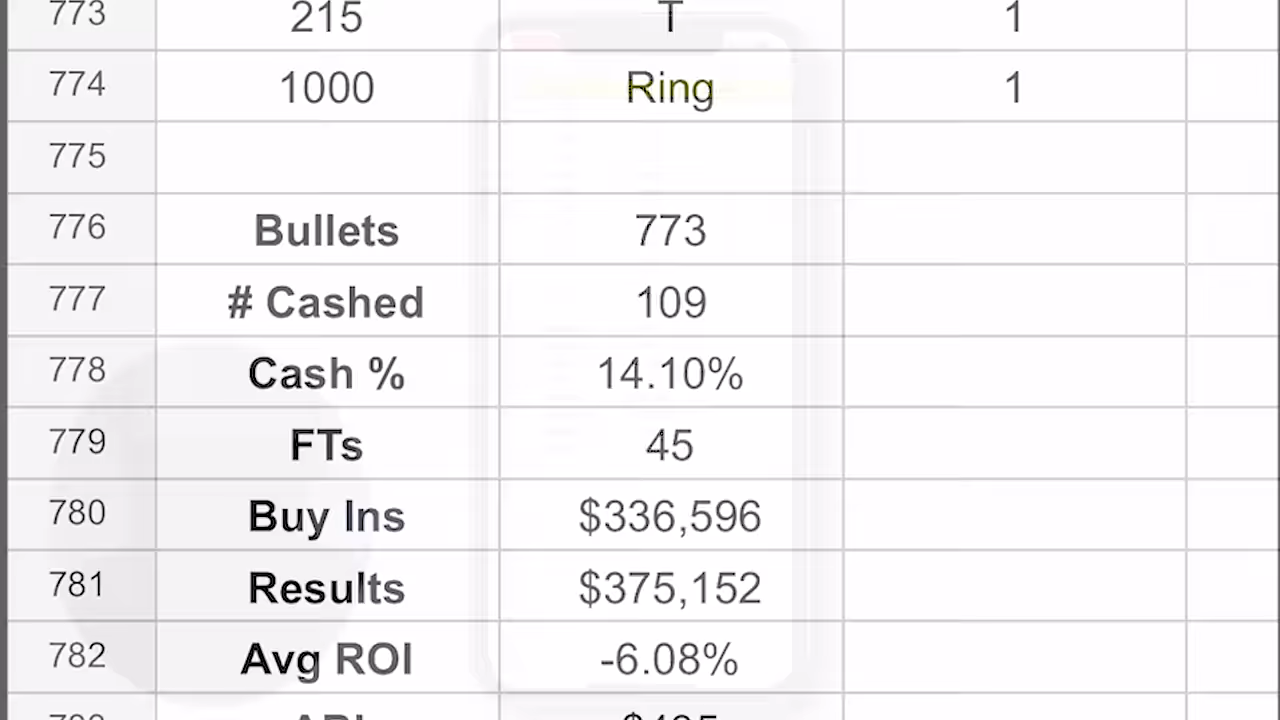 773 215 T 1
774 1000 Ring 1
775
776 Bullets 773
777 # Cashed 109
778 Cash % 14.10%
779 FTs 45
780 Buy Ins $336,596
781 Results $375,152
782 Avg ROI -6.08%